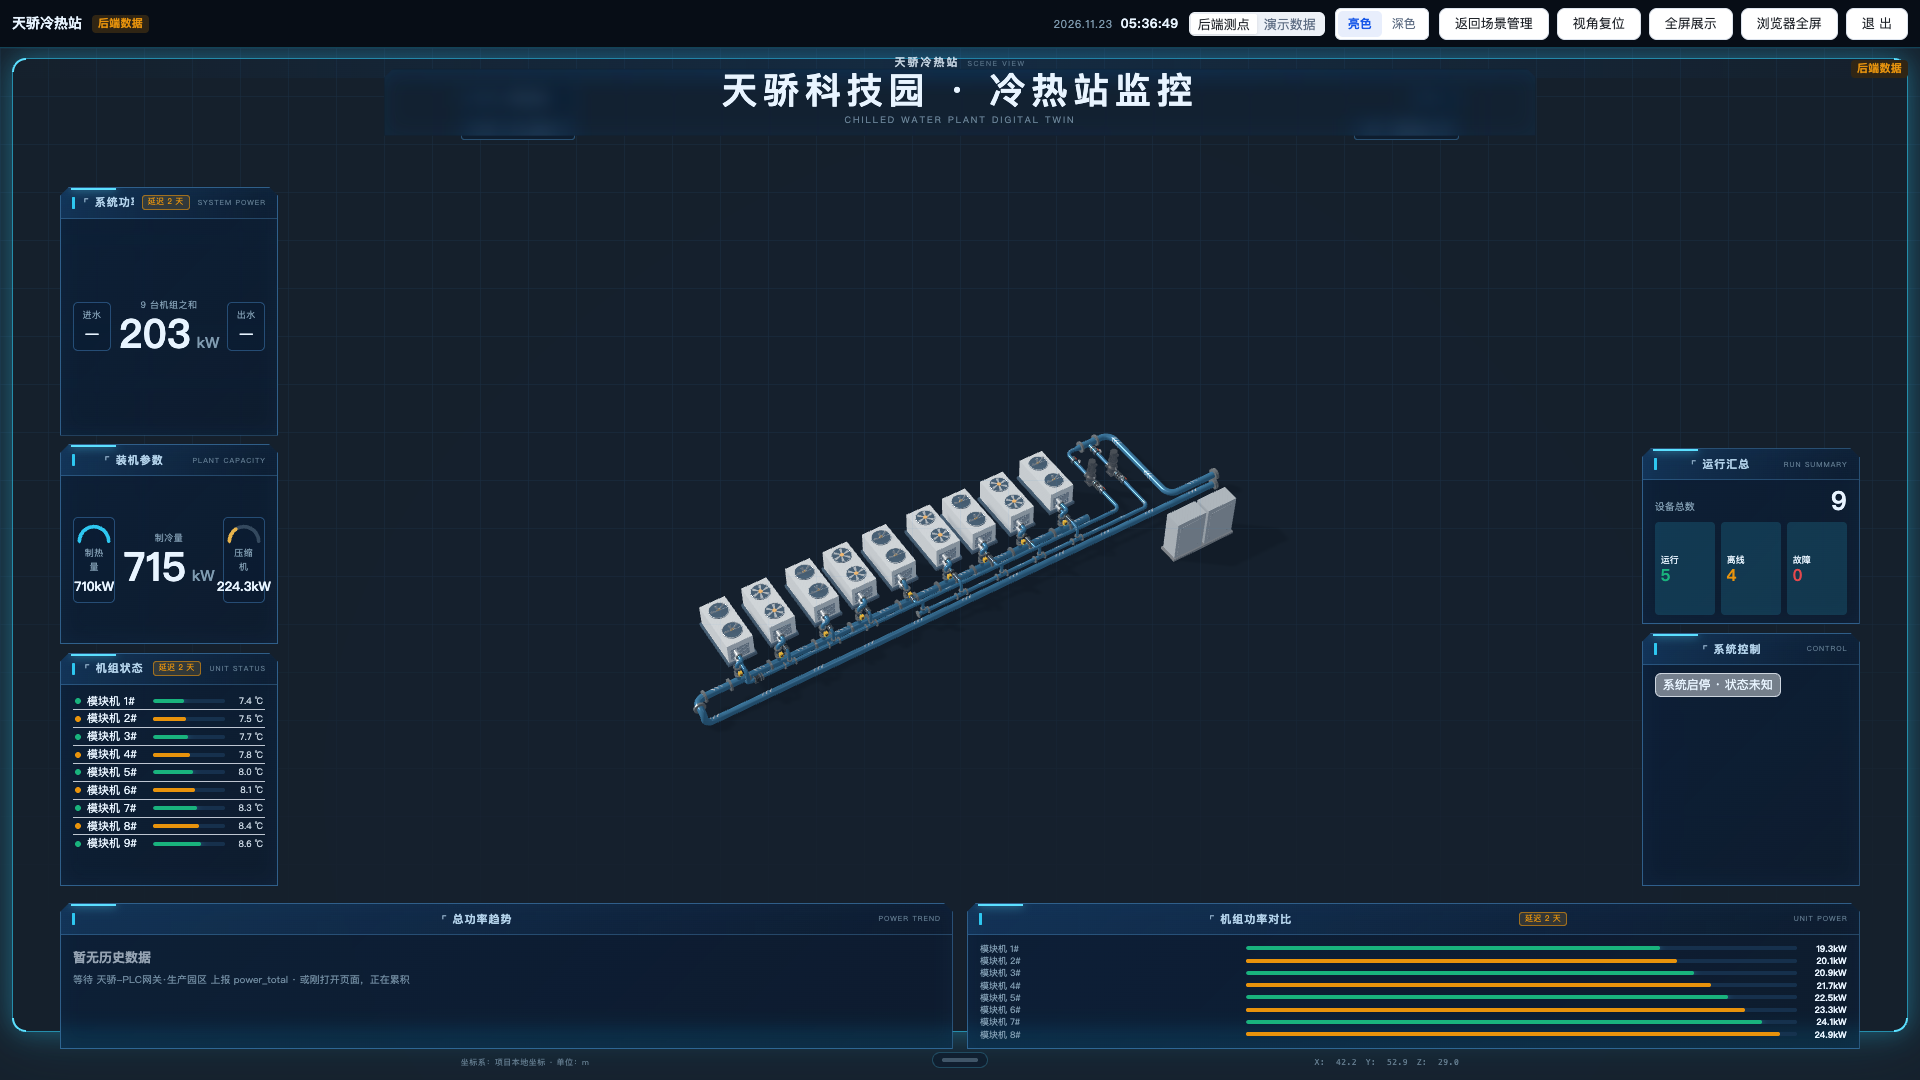 天骄冷热站 后端数据
2026.11.23 05:36:49 后端测点 演示数据 亮色 深色 返回场景管理 视角复位 全屏展示 浏览器全屏 退 出
天骄冷热站 SCENE VIEW
后端数据
天骄科技园 · 冷热站监控
CHILLED WATER PLANT DIGITAL TWIN
系统功 延迟 2 天 SYSTEM POWER
9 台机组之和
进水
—
203 kW
出水
—
装机参数 PLANT CAPACITY
制热量
710kW
制冷量
715 kW
压缩机
224.3kW
机组状态 延迟 2 天 UNIT STATUS
模块机 1# 7.4 ℃
模块机 2# 7.5 ℃
模块机 3# 7.7 ℃
模块机 4# 7.8 ℃
模块机 5# 8.0 ℃
模块机 6# 8.1 ℃
模块机 7# 8.3 ℃
模块机 8# 8.4 ℃
模块机 9# 8.6 ℃
运行汇总 RUN SUMMARY
设备总数 9
运行 离线 故障
5 4 0
系统控制 CONTROL
系统启停 · 状态未知
总功率趋势 POWER TREND
暂无历史数据
等待 天骄-PLC网关·生产园区 上报 power_total · 或刚打开页面，正在累积
机组功率对比 延迟 2 天 UNIT POWER
模块机 1# 19.3kW
模块机 2# 20.1kW
模块机 3# 20.9kW
模块机 4# 21.7kW
模块机 5# 22.5kW
模块机 6# 23.3kW
模块机 7# 24.1kW
模块机 8# 24.9kW
坐标系：项目本地坐标 · 单位：m
X: 42.2 Y: 52.9 Z: 29.0